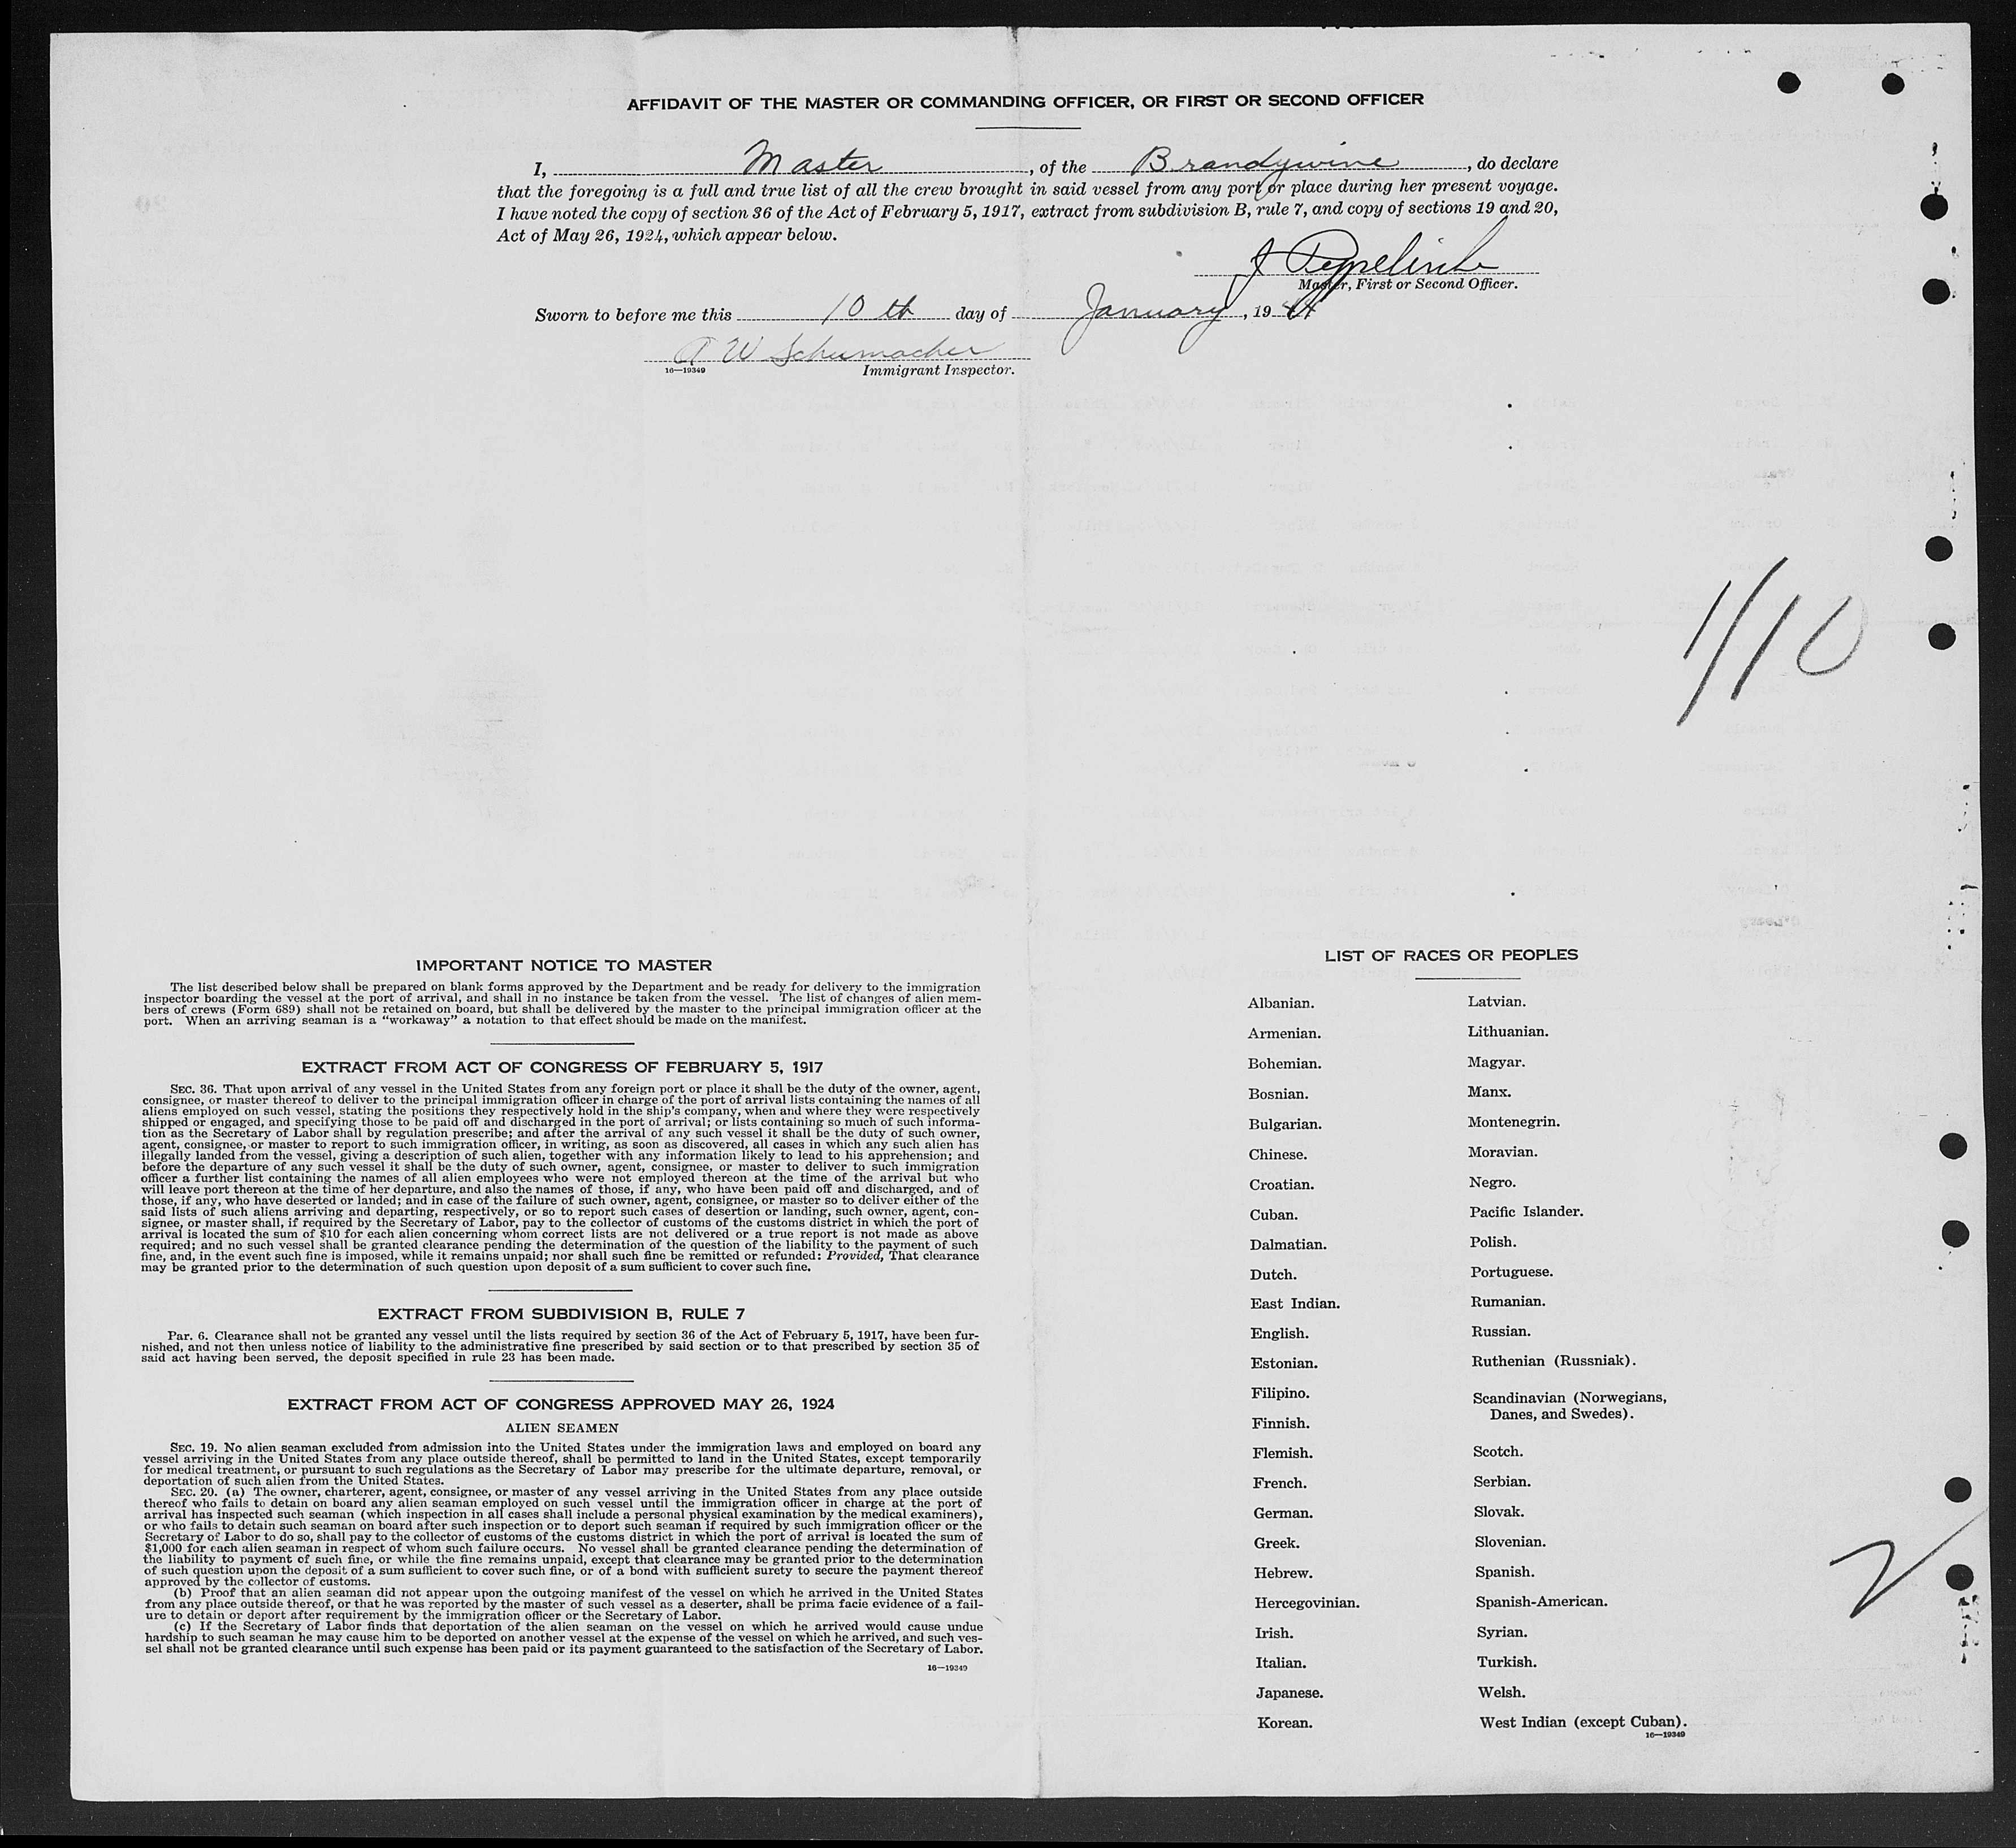 AFFIDAVIT OF THE MASTER OR COMMANDING OFFICER, OR FIRST OR SECOND OFFICER
I, Master, of the Brandywine, do declare
that the foregoing is a full and true list of all the crew brought in said vessel from any port or place during her present voyage.
I have noted the copy of section 36 of the Act of February 5, 1917, extract from subdivision B, rule 7, and copy of sections 19 and 20,
Act of May 26, 1924, which appear below.
J
Master, First or Second Officer.
Sworn to before me this 10th day of January, 1944
W Schumacher
16—19349 Immigrant Inspector.
1/10
IMPORTANT NOTICE TO MASTER
The list described below shall be prepared on blank forms approved by the Department and be ready for delivery to the immigration
inspector boarding the vessel at the port of arrival, and shall in no instance be taken from the vessel. The list of changes of alien mem-
bers of crews (Form 689) shall not be retained on board, but shall be delivered by the master to the principal immigration officer at the
port. When an arriving seaman is a "workaway" a notation to that effect should be made on the manifest.
EXTRACT FROM ACT OF CONGRESS OF FEBRUARY 5, 1917
SEC. 36. That upon arrival of any vessel in the United States from any foreign port or place it shall be the duty of the owner, agent,
consignee, or master thereof to deliver to the principal immigration officer in charge of the port of arrival lists containing the names of all
aliens employed on such vessel, stating the positions they respectively hold in the ship's company, when and where they were respectively
shipped or engaged, and specifying those to be paid off and discharged in the port of arrival; or lists containing so much of such informa-
tion as the Secretary of Labor shall by regulation prescribe; and after the arrival of any such vessel it shall be the duty of such owner,
agent, consignee, or master to report to such immigration officer, in writing, as soon as discovered, all cases in which any such alien has
illegally landed from the vessel, giving a description of such alien, together with any information likely to lead to his apprehension; and
before the departure of any such vessel it shall be the duty of such owner, agent, consignee, or master to deliver to such immigration
officer a further list containing the names of all alien employees who were not employed thereon at the time of the arrival but who
will leave port thereon at the time of her departure, and also the names of those, if any, who have been paid off and discharged, and of
those, if any, who have deserted or landed; and in case of the failure of such owner, agent, consignee, or master so to deliver either of the
said lists of such aliens arriving and departing, respectively, or so to report such cases of desertion or landing, such owner, agent, con-
signee, or master shall, if required by the Secretary of Labor, pay to the collector of customs of the customs district in which the port of
arrival is located the sum of $10 for each alien concerning whom correct lists are not delivered or a true report is not made as above
required; and no such vessel shall be granted clearance pending the determination of the question of the liability to the payment of such
fine, and, in the event such fine is imposed, while it remains unpaid; nor shall such fine be remitted or refunded: Provided, That clearance
may be granted prior to the determination of such question upon deposit of a sum sufficient to cover such fine.
EXTRACT FROM SUBDIVISION B, RULE 7
Par. 6. Clearance shall not be granted any vessel until the lists required by section 36 of the Act of February 5, 1917, have been fur-
nished, and not then unless notice of liability to the administrative fine prescribed by said section or to that prescribed by section 35 of
said act having been served, the deposit specified in rule 23 has been made.
EXTRACT FROM ACT OF CONGRESS APPROVED MAY 26, 1924
ALIEN SEAMEN
SEC. 19. No alien seaman excluded from admission into the United States under the immigration laws and employed on board any
vessel arriving in the United States from any place outside thereof, shall be permitted to land in the United States, except temporarily
for medical treatment, or pursuant to such regulations as the Secretary of Labor may prescribe for the ultimate departure, removal, or
deportation of such alien from the United States.
SEC. 20. (a) The owner, charterer, agent, consignee, or master of any vessel arriving in the United States from any place outside
thereof who fails to detain on board any alien seaman employed on such vessel until the immigration officer in charge at the port of
arrival has inspected such seaman (which inspection in all cases shall include a personal physical examination by the medical examiners),
or who fails to detain such seaman on board after such inspection or to deport such seaman if required by such immigration officer or the
Secretary of Labor to do so, shall pay to the collector of customs of the customs district in which the port of arrival is located the sum of
$1,000 for each alien seaman in respect of whom such failure occurs. No vessel shall be granted clearance pending the determination of
the liability to payment of such fine, or while the fine remains unpaid, except that clearance may be granted prior to the determination
of such question upon the deposit of a sum sufficient to cover such fine, or of a bond with sufficient surety to secure the payment thereof
approved by the collector of customs.
(b) Proof that an alien seaman did not appear upon the outgoing manifest of the vessel on which he arrived in the United States
from any place outside thereof, or that he was reported by the master of such vessel as a deserter, shall be prima facie evidence of a fail-
ure to detain or deport after requirement by the immigration officer or the Secretary of Labor.
(c) If the Secretary of Labor finds that deportation of the alien seaman on the vessel on which he arrived would cause undue
hardship to such seaman he may cause him to be deported on another vessel at the expense of the vessel on which he arrived, and such ves-
sel shall not be granted clearance until such expense has been paid or its payment guaranteed to the satisfaction of the Secretary of Labor.
16—19349
LIST OF RACES OR PEOPLES
Albanian.
Armenian.
Bohemian.
Bosnian.
Bulgarian.
Chinese.
Croatian.
Cuban.
Dalmatian.
Dutch.
East Indian.
English.
Estonian.
Filipino.
Finnish.
Flemish.
French.
German.
Greek.
Hebrew.
Hercegovinian.
Irish.
Italian.
Japanese.
Korean.
Latvian.
Lithuanian.
Magyar.
Manx.
Montenegrin.
Moravian.
Negro.
Pacific Islander.
Polish.
Portuguese.
Rumanian.
Russian.
Ruthenian (Russniak).
Scandinavian (Norwegians,
Danes, and Swedes).
Scotch.
Serbian.
Slovak.
Slovenian.
Spanish.
Spanish-American.
Syrian.
Turkish.
Welsh.
West Indian (except Cuban).
16—19349
2